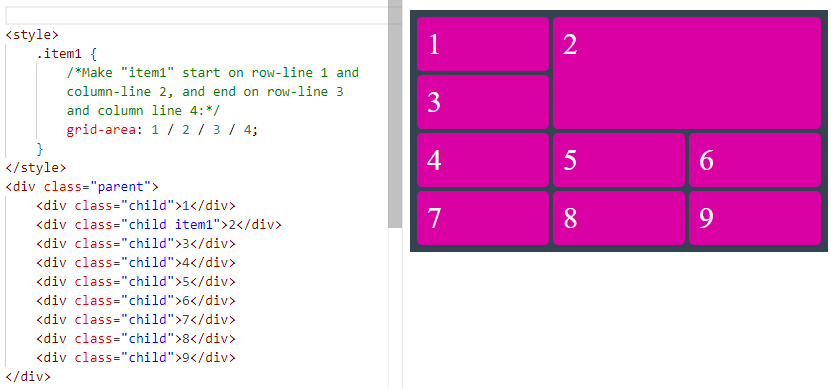 <style>
    .item1 {
        /*Make "item1" start on row-line 1 and
        column-line 2, and end on row-line 3
        and column line 4:*/
        grid-area: 1 / 2 / 3 / 4;
    }
</style>
<div class="parent">
    <div class="child">1</div>
    <div class="child item1">2</div>
    <div class="child">3</div>
    <div class="child">4</div>
    <div class="child">5</div>
    <div class="child">6</div>
    <div class="child">7</div>
    <div class="child">8</div>
    <div class="child">9</div>
</div>
1 2
3
4 5 6
7 8 9